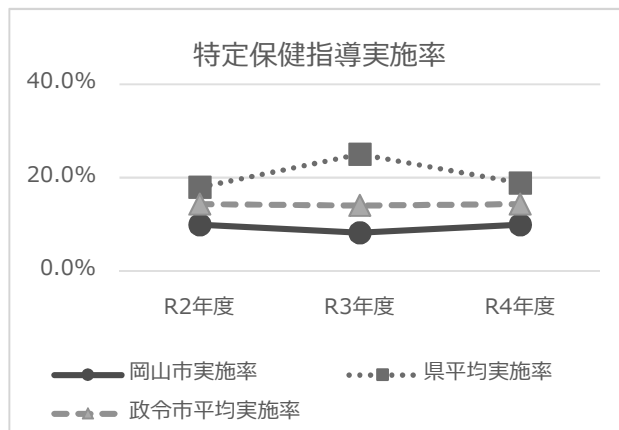 特定保健指導実施率
40.0%
20.0%
0.0%
R2年度 R3年度 R4年度
岡山市実施率 県平均実施率
政令市平均実施率